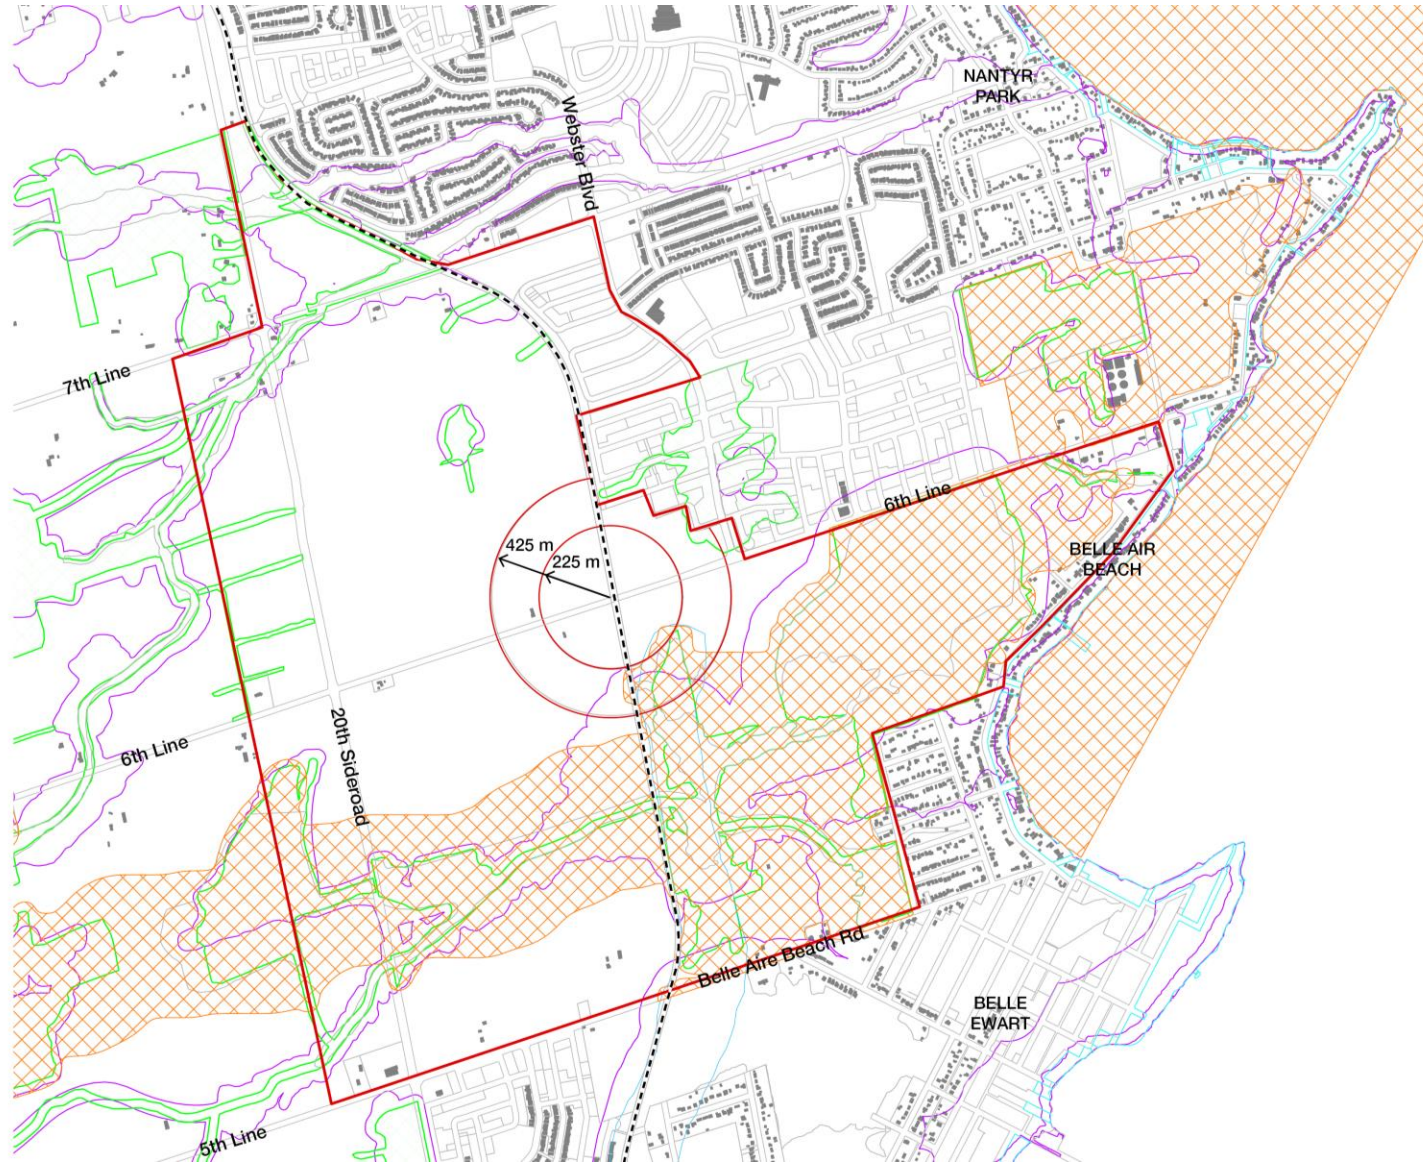 NANTYR
PARK
Webster Blvd
7th Line
6th Line
425 m
225 m
BELLE AIR
BEACH
20th Sideroad
6th Line
Belle Aire Beach Rd
BELLE
EWART
5th Line